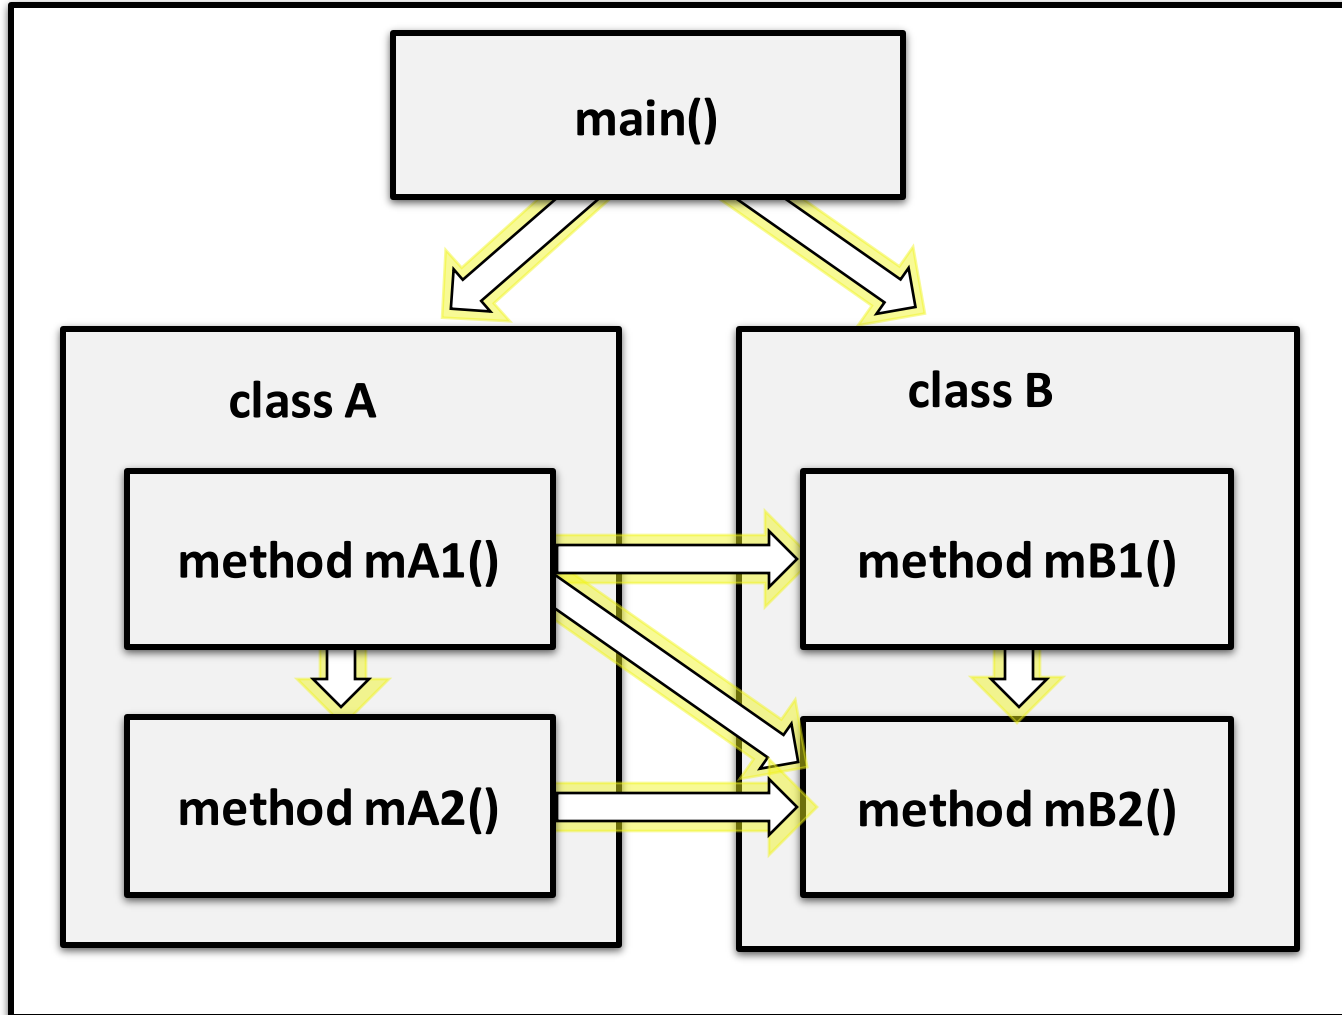 main()
class A
class B
method mA1()
method mB1()
method mA2()
method mB2()